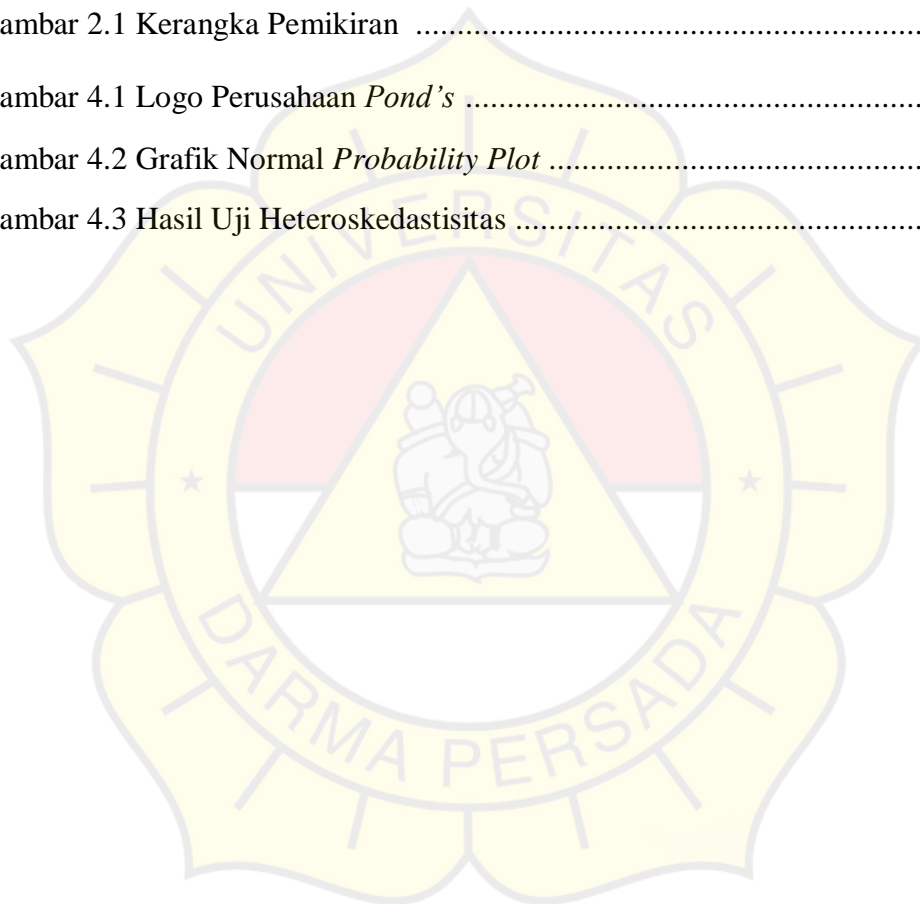 ambar 2.1 Kerangka Pemikiran ...............................................................
ambar 4.1 Logo Perusahaan Pond’s .........................................................
ambar 4.2 Grafik Normal Probability Plot ..............................................
ambar 4.3 Hasil Uji Heteroskedastisitas ..................................................
UNIVERSITAS
DARMA PERSADA